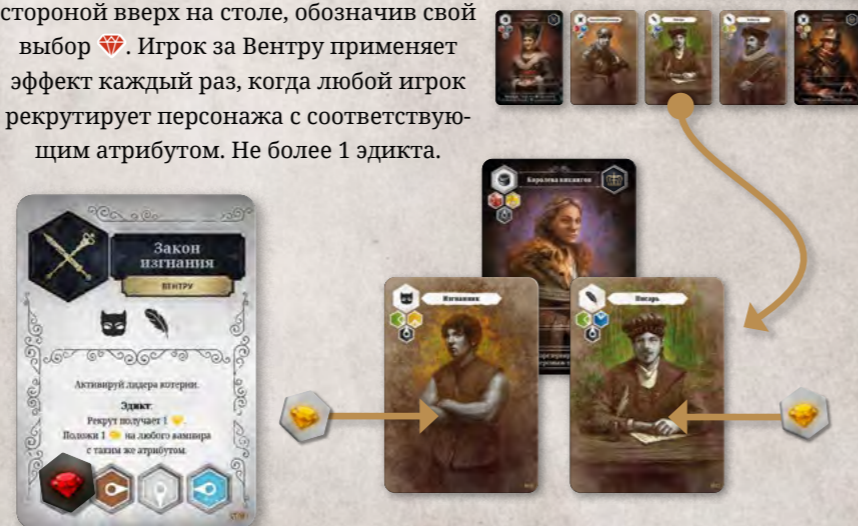 стороной вверх на столе, обозначив свой
выбор . Игрок за Вентру применяет
эффект каждый раз, когда любой игрок
рекрутирует персонажа с соответствую-
щим атрибутом. Не более 1 эдикта.
Королева викингов
Закон
изгнания
ВЕНТРУ
Изгнанник
Писарь
Активируй лидера котерии.
Эдикт:
Рекрут получает 1 .
Положи 1 на любого вампира
с таким же атрибутом.